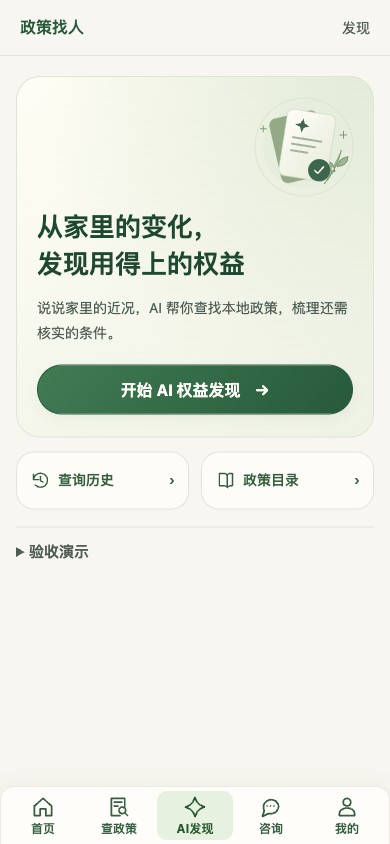 政策找人
发现
从家里的变化，
发现用得上的权益
说说家里的近况，AI 帮你查找本地政策，梳理还需
核实的条件。
开始 AI 权益发现 →
查询历史 ›
政策目录 ›
▶ 验收演示
首页
查政策
AI发现
咨询
我的